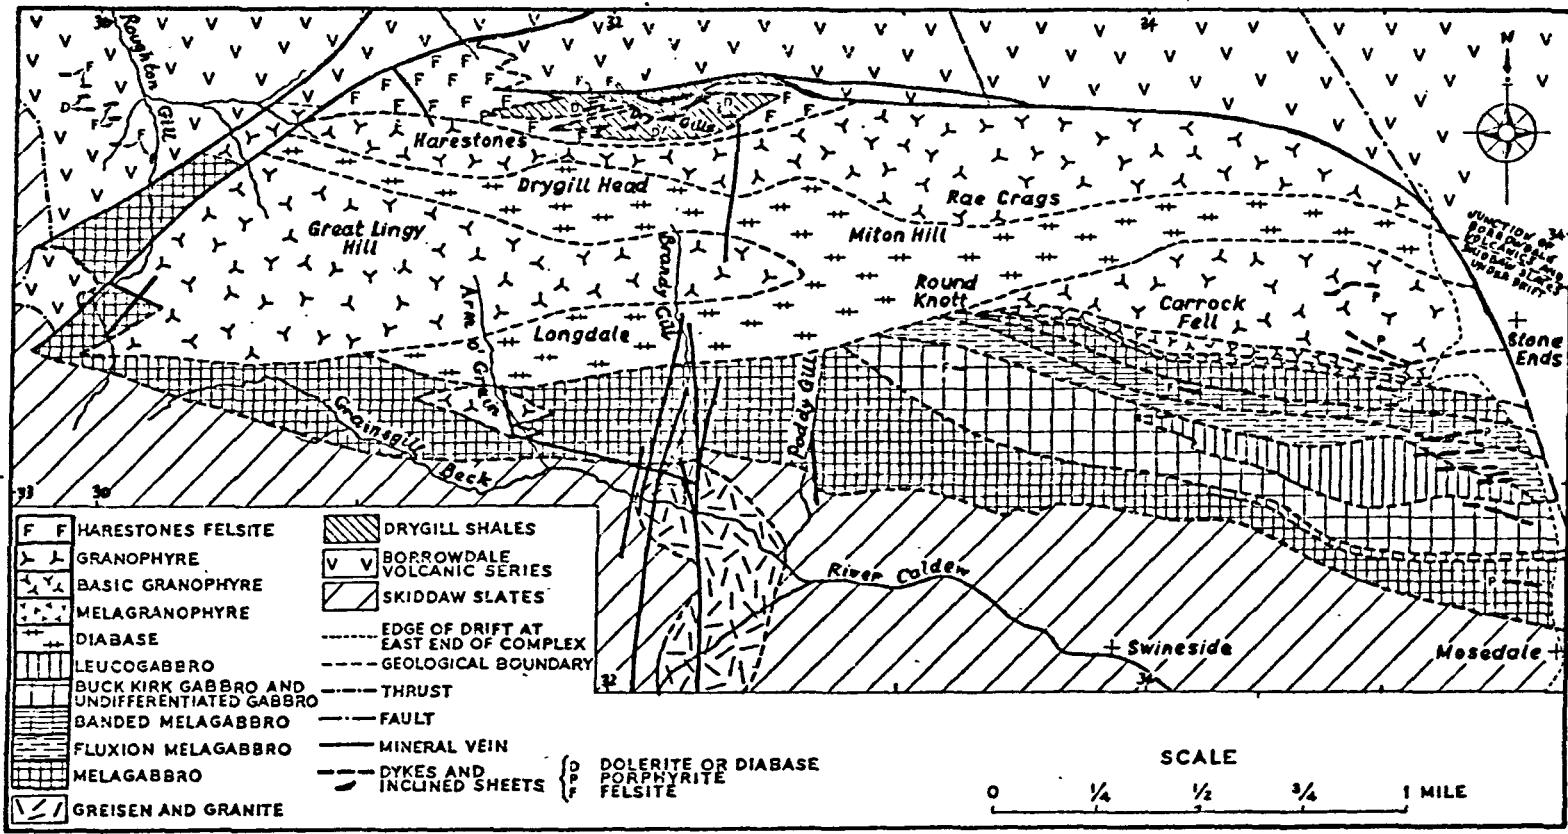 30
32
34
N
Roughton Gill
F
D
F
F
Harestones
Dry Gill
Drygill Head
Rae Crags
Great Lingy
Hill
Miton Hill
Brandy Gill
JUNCTION OF
BORROWDALE
VOLCANICS AND
SKIDDAW SLATES
UNDER DRIFT
34
Round
Knott
Carrock
Fell
P
P
Arm o' Grain
Longdale
Stone
Ends
Poddy Gill
Grainsgill Beck
33
30
River Caldew
Swineside
Mosedale
32
34
F F HARESTONES FELSITE
GRANOPHYRE
BASIC GRANOPHYRE
MELAGRANOPHYRE
DIABASE
LEUCOGABBRO
BUCK KIRK GABBRO AND
UNDIFFERENTIATED GABBRO
BANDED MELAGABBRO
FLUXION MELAGABBRO
MELAGABBRO
GREISEN AND GRANITE
DRYGILL SHALES
V V BORROWDALE
VOLCANIC SERIES
SKIDDAW SLATES
EDGE OF DRIFT AT
EAST END OF COMPLEX
GEOLOGICAL BOUNDARY
THRUST
FAULT
MINERAL VEIN
DYKES AND
INCLINED SHEETS
D DOLERITE OR DIABASE
P PORPHYRITE
F FELSITE
SCALE
0 1/4 1/2 3/4 1 MILE